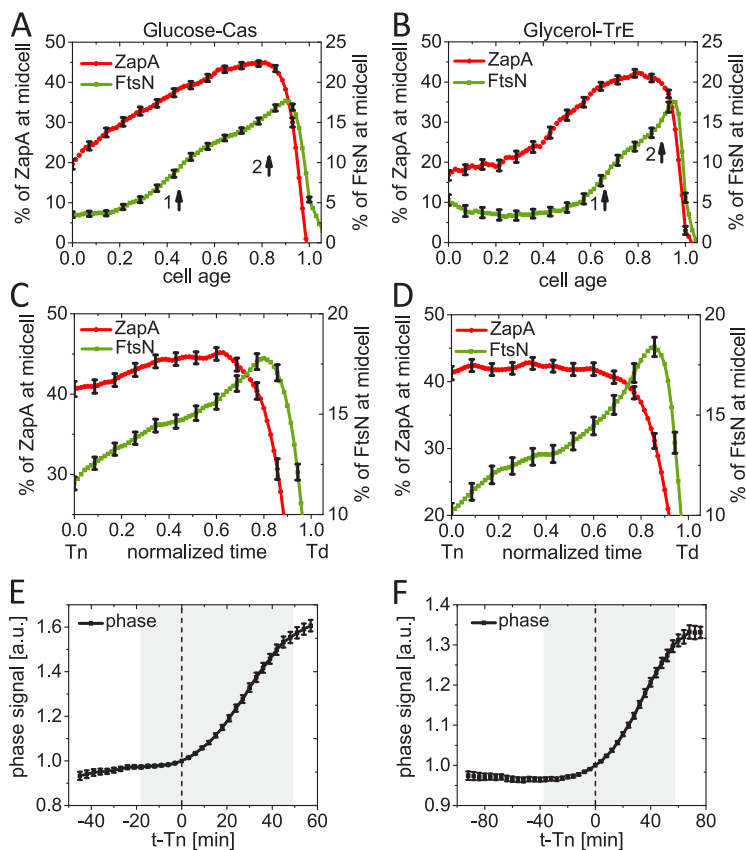 A Glucose-Cas
ZapA
FtsN
% of ZapA at midcell
50
40
30
20
10
0
% of FtsN at midcell
25
20
15
10
5
0
1
2
0.0 0.2 0.4 0.6 0.8 1.0
cell age
B Glycerol-TrE
ZapA
FtsN
% of ZapA at midcell
50
40
30
20
10
0
% of FtsN at midcell
25
20
15
10
5
0
1
2
0.0 0.2 0.4 0.6 0.8 1.0
cell age
C
ZapA
FtsN
% of ZapA at midcell
50
40
30
% of FtsN at midcell
20
15
10
0.0 0.2 0.4 0.6 0.8 1.0
Tn normalized time Td
D
ZapA
FtsN
% of ZapA at midcell
50
40
30
20
% of FtsN at midcell
20
15
10
0.0 0.2 0.4 0.6 0.8 1.0
Tn normalized time Td
E
phase
phase signal [a.u.]
1.6
1.4
1.2
1.0
0.8
-40 -20 0 20 40 60
t-Tn [min]
F
phase
phase signal [a.u.]
1.4
1.3
1.2
1.1
1.0
0.9
-80 -40 0 40 80
t-Tn [min]